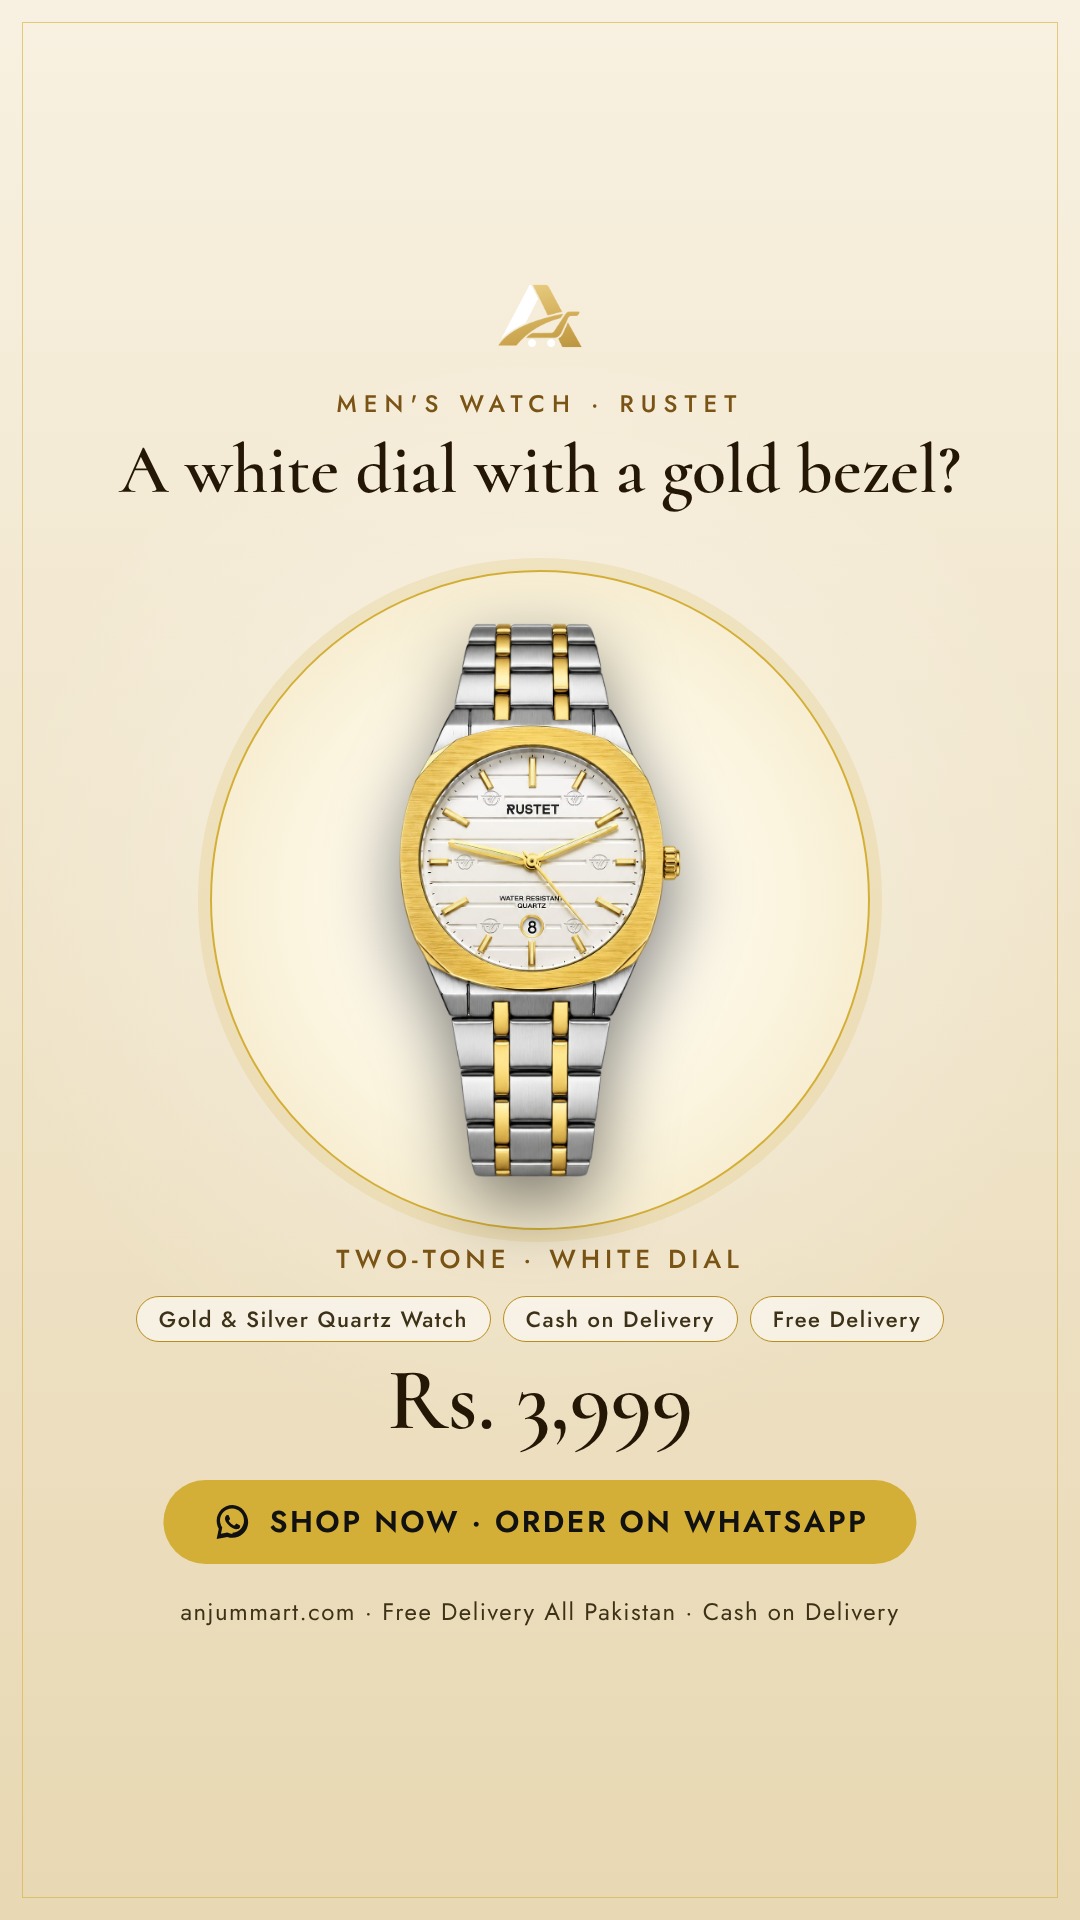 MEN'S WATCH · RUSTET
A white dial with a gold bezel?
RUSTET
WATER RESISTANT
QUARTZ
8
TWO-TONE · WHITE DIAL
Gold & Silver Quartz Watch
Cash on Delivery
Free Delivery
Rs. 3,999
SHOP NOW · ORDER ON WHATSAPP
anjummart.com · Free Delivery All Pakistan · Cash on Delivery